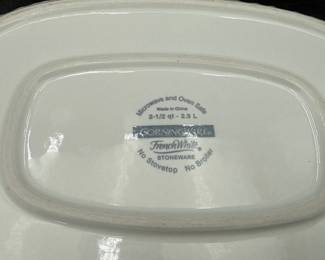 Microwave and Oven Safe
Made in China
2-1/2 qt - 2.5 L
CORNINGWARE
French White®
STONEWARE
No Stovetop No Broiler